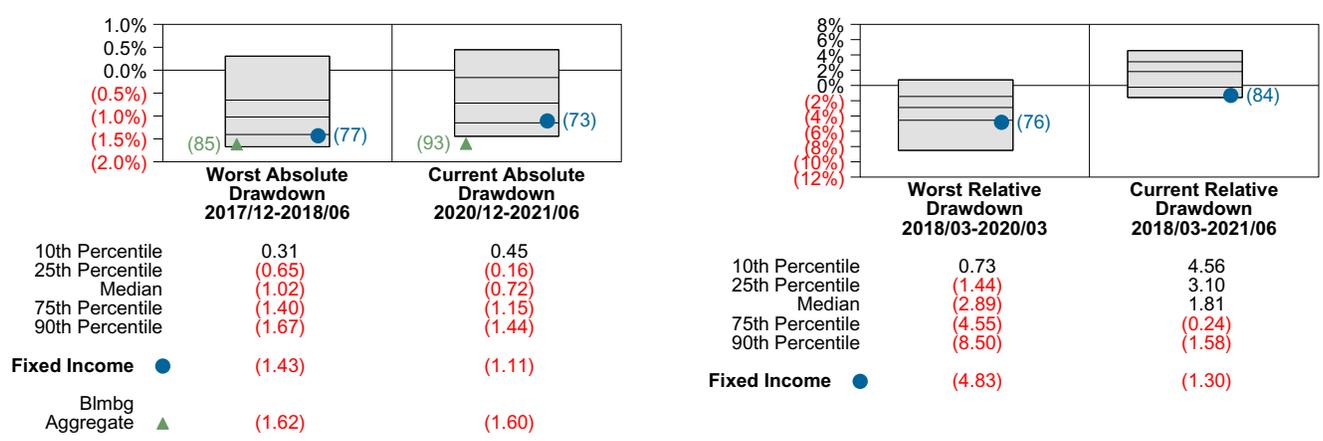 1.0%
0.5%
0.0%
(0.5%)
(1.0%)
(1.5%)
(2.0%)
(85)
(77)
(93)
(73)
Worst Absolute
Drawdown
2017/12-2018/06
Current Absolute
Drawdown
2020/12-2021/06
10th Percentile 0.31 0.45
25th Percentile (0.65) (0.16)
Median (1.02) (0.72)
75th Percentile (1.40) (1.15)
90th Percentile (1.67) (1.44)
Fixed Income (1.43) (1.11)
Blmbg
Aggregate (1.62) (1.60)
8%
6%
4%
2%
0%
(2%)
(4%)
(6%)
(8%)
(10%)
(12%)
(76)
(84)
Worst Relative
Drawdown
2018/03-2020/03
Current Relative
Drawdown
2018/03-2021/06
10th Percentile 0.73 4.56
25th Percentile (1.44) 3.10
Median (2.89) 1.81
75th Percentile (4.55) (0.24)
90th Percentile (8.50) (1.58)
Fixed Income (4.83) (1.30)